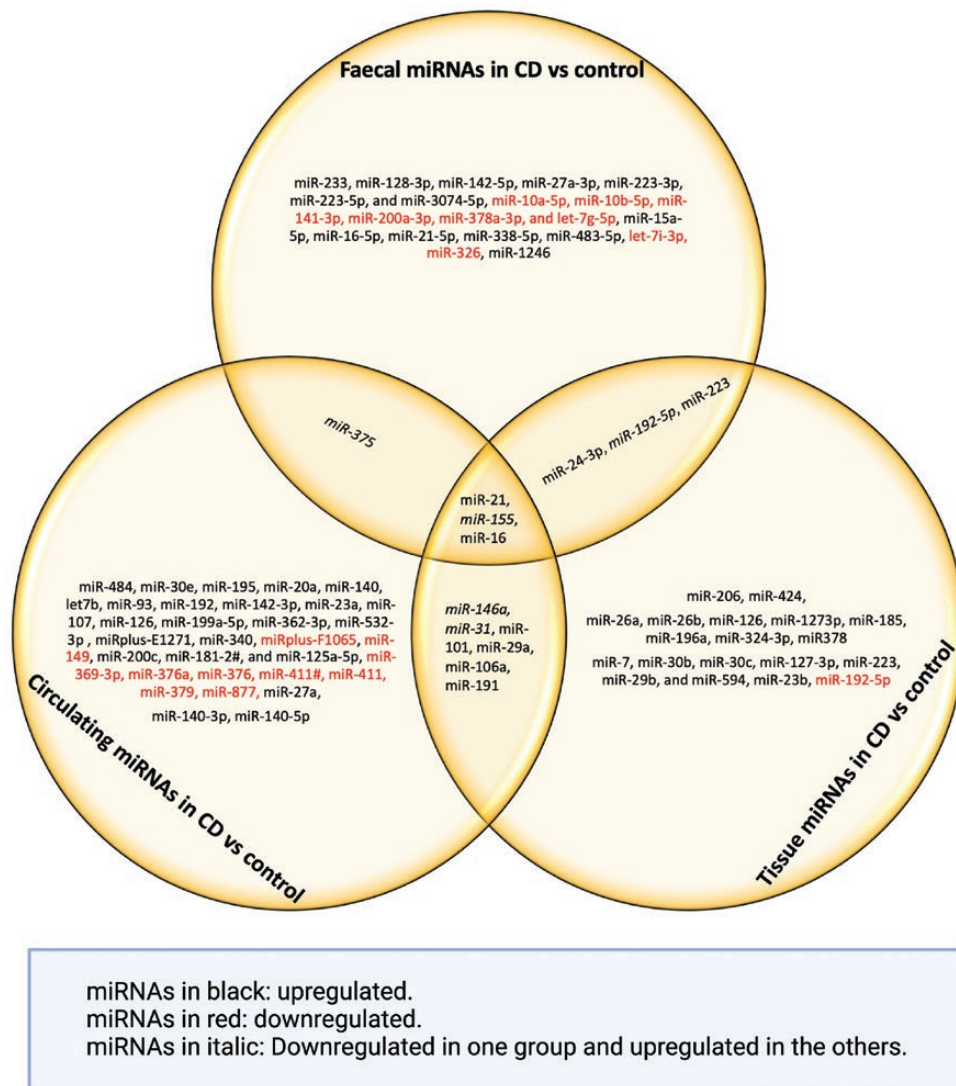 Faecal miRNAs in CD vs control
miR-233, miR-128-3p, miR-142-5p, miR-27a-3p, miR-223-3p,
miR-223-5p, and miR-3074-5p, miR-10a-5p, miR-10b-5p, miR-
141-3p, miR-200a-3p, miR-378a-3p, and let-7g-5p, miR-15a-
5p, miR-16-5p, miR-21-5p, miR-338-5p, miR-483-5p, let-7i-3p,
miR-326, miR-1246
miR-375
miR-24-3p, miR-192-5p, miR-223
miR-21,
miR-155,
miR-16
miR-484, miR-30e, miR-195, miR-20a, miR-140,
let7b, miR-93, miR-192, miR-142-3p, miR-23a, miR-
107, miR-126, miR-199a-5p, miR-362-3p, miR-532-
3p , miRplus-E1271, miR-340, miRplus-F1065, miR-
149, miR-200c, miR-181-2#, and miR-125a-5p, miR-
369-3p, miR-376a, miR-376, miR-411#, miR-411,
miR-379, miR-877, miR-27a,
miR-140-3p, miR-140-5p
Circulating miRNAs in CD vs control
miR-146a,
miR-31, miR-
101, miR-29a,
miR-106a,
miR-191
miR-206, miR-424,
miR-26a, miR-26b, miR-126, miR-1273p, miR-185,
miR-196a, miR-324-3p, miR378
miR-7, miR-30b, miR-30c, miR-127-3p, miR-223,
miR-29b, and miR-594, miR-23b, miR-192-5p
Tissue miRNAs in CD vs control
miRNAs in black: upregulated.
miRNAs in red: downregulated.
miRNAs in italic: Downregulated in one group and upregulated in the others.